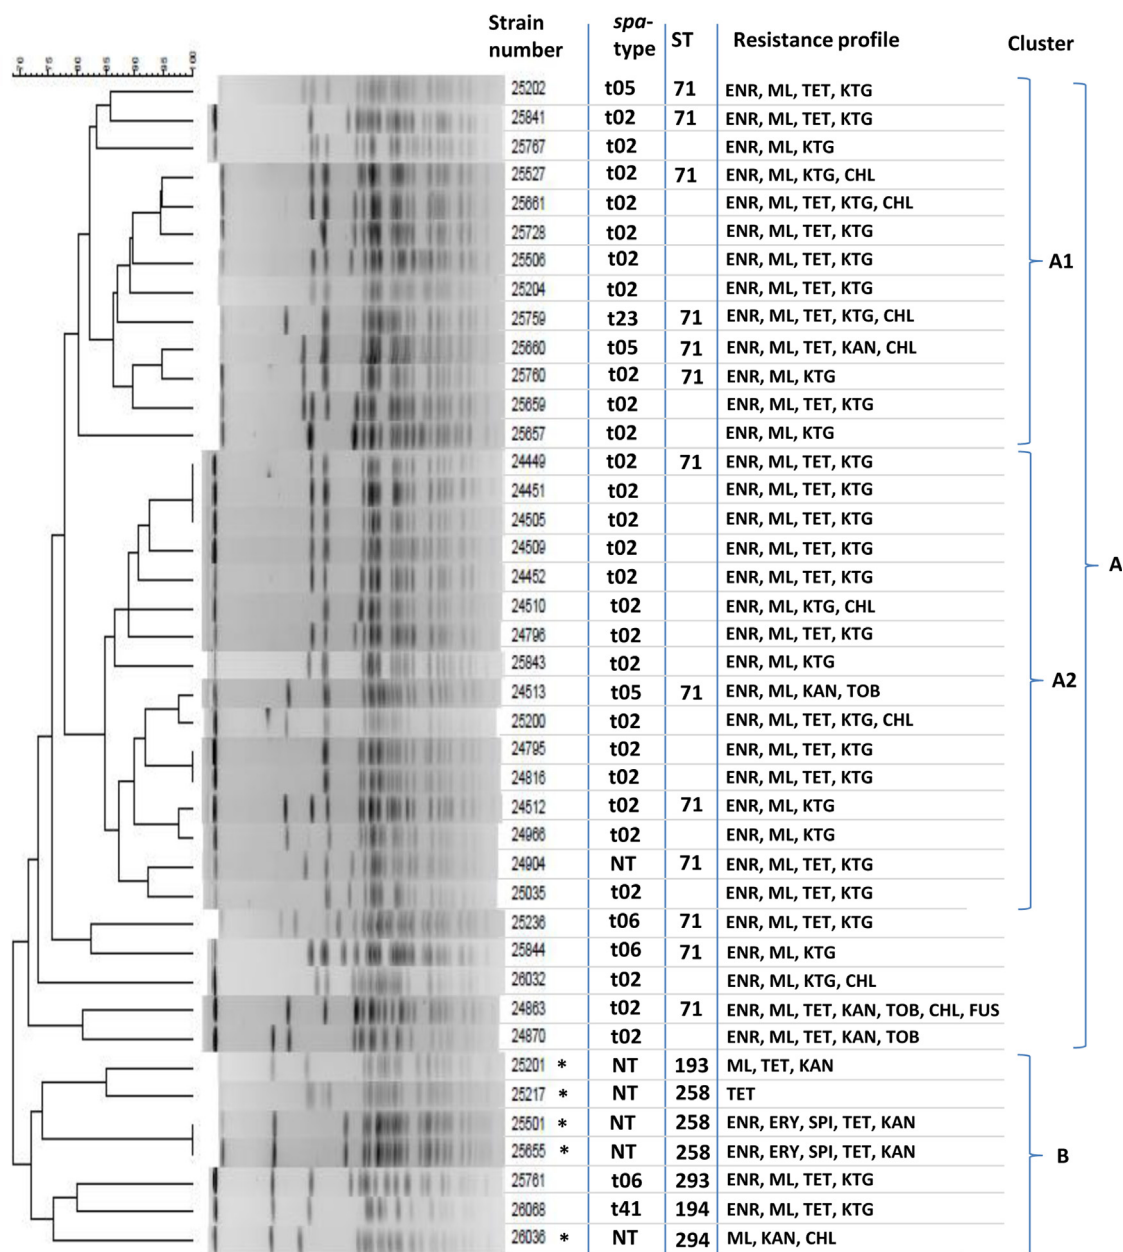 Strain number spa-type ST Resistance profile Cluster
70 75 80 85 90 95 100
25202 t05 71 ENR, ML, TET, KTG
25841 t02 71 ENR, ML, TET, KTG
25767 t02 ENR, ML, KTG
25527 t02 71 ENR, ML, KTG, CHL
25661 t02 ENR, ML, TET, KTG, CHL
25728 t02 ENR, ML, TET, KTG
25506 t02 ENR, ML, TET, KTG
A1
25204 t02 ENR, ML, TET, KTG
25759 t23 71 ENR, ML, TET, KTG, CHL
25660 t05 71 ENR, ML, TET, KAN, CHL
25760 t02 71 ENR, ML, KTG
25659 t02 ENR, ML, TET, KTG
25657 t02 ENR, ML, KTG
24449 t02 71 ENR, ML, TET, KTG
24451 t02 ENR, ML, TET, KTG
24505 t02 ENR, ML, TET, KTG
24509 t02 ENR, ML, TET, KTG
A
24452 t02 ENR, ML, TET, KTG
24510 t02 ENR, ML, KTG, CHL
24796 t02 ENR, ML, TET, KTG
25843 t02 ENR, ML, KTG
A2
24513 t05 71 ENR, ML, KAN, TOB
25200 t02 ENR, ML, TET, KTG, CHL
24795 t02 ENR, ML, TET, KTG
24816 t02 ENR, ML, TET, KTG
24512 t02 71 ENR, ML, KTG
24966 t02 ENR, ML, KTG
24904 NT 71 ENR, ML, TET, KTG
25035 t02 ENR, ML, TET, KTG
25236 t06 71 ENR, ML, TET, KTG
25844 t06 71 ENR, ML, KTG
26032 t02 ENR, ML, KTG, CHL
24863 t02 71 ENR, ML, TET, KAN, TOB, CHL, FUS
24870 t02 ENR, ML, TET, KAN, TOB
25201 * NT 193 ML, TET, KAN
25217 * NT 258 TET
25501 * NT 258 ENR, ERY, SPI, TET, KAN
25655 * NT 258 ENR, ERY, SPI, TET, KAN
B
25761 t06 293 ENR, ML, TET, KTG
26068 t41 194 ENR, ML, TET, KTG
26036 * NT 294 ML, KAN, CHL